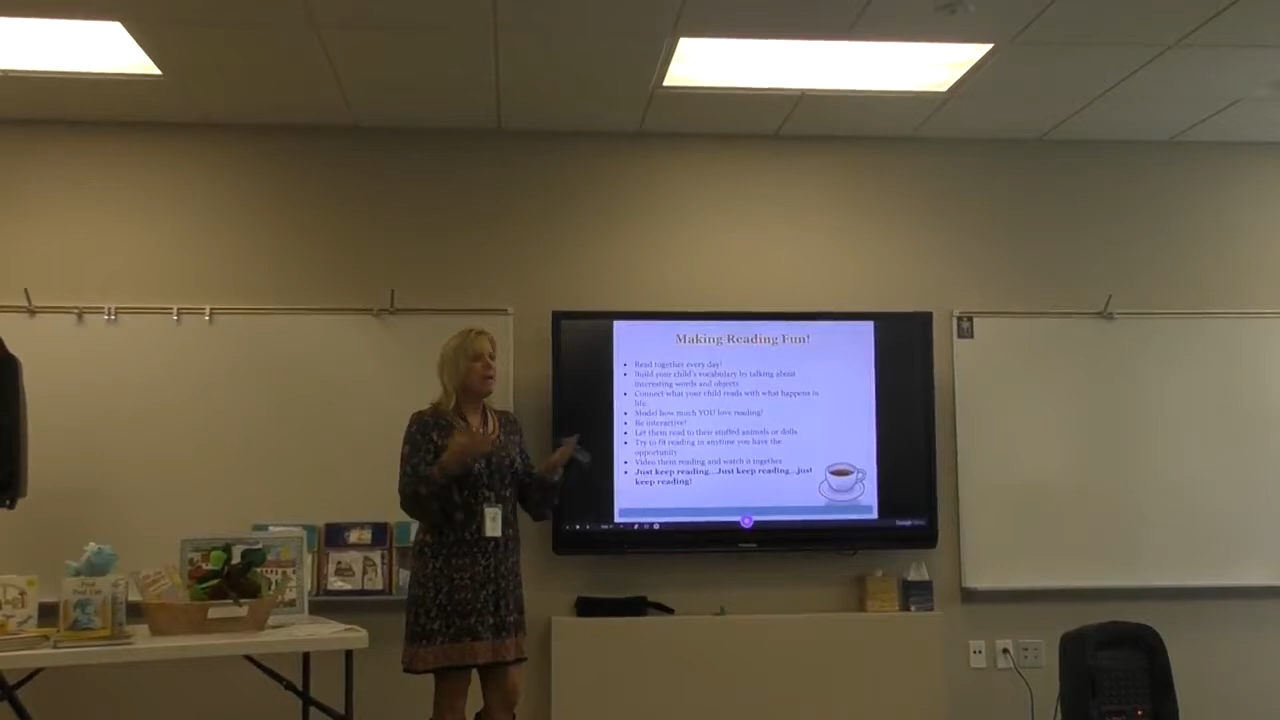 Making Reading Fun!
Read together every day!
Build your child's vocabulary by talking about
interesting words and objects
Connect what your child reads with what happens in
life.
Model how much YOU love reading!
Be interactive!
Let them read to their stuffed animals or dolls
Try to fit reading in anytime you have the
opportunity
Video them reading and watch it together
Just keep reading...Just keep reading...just
keep reading!